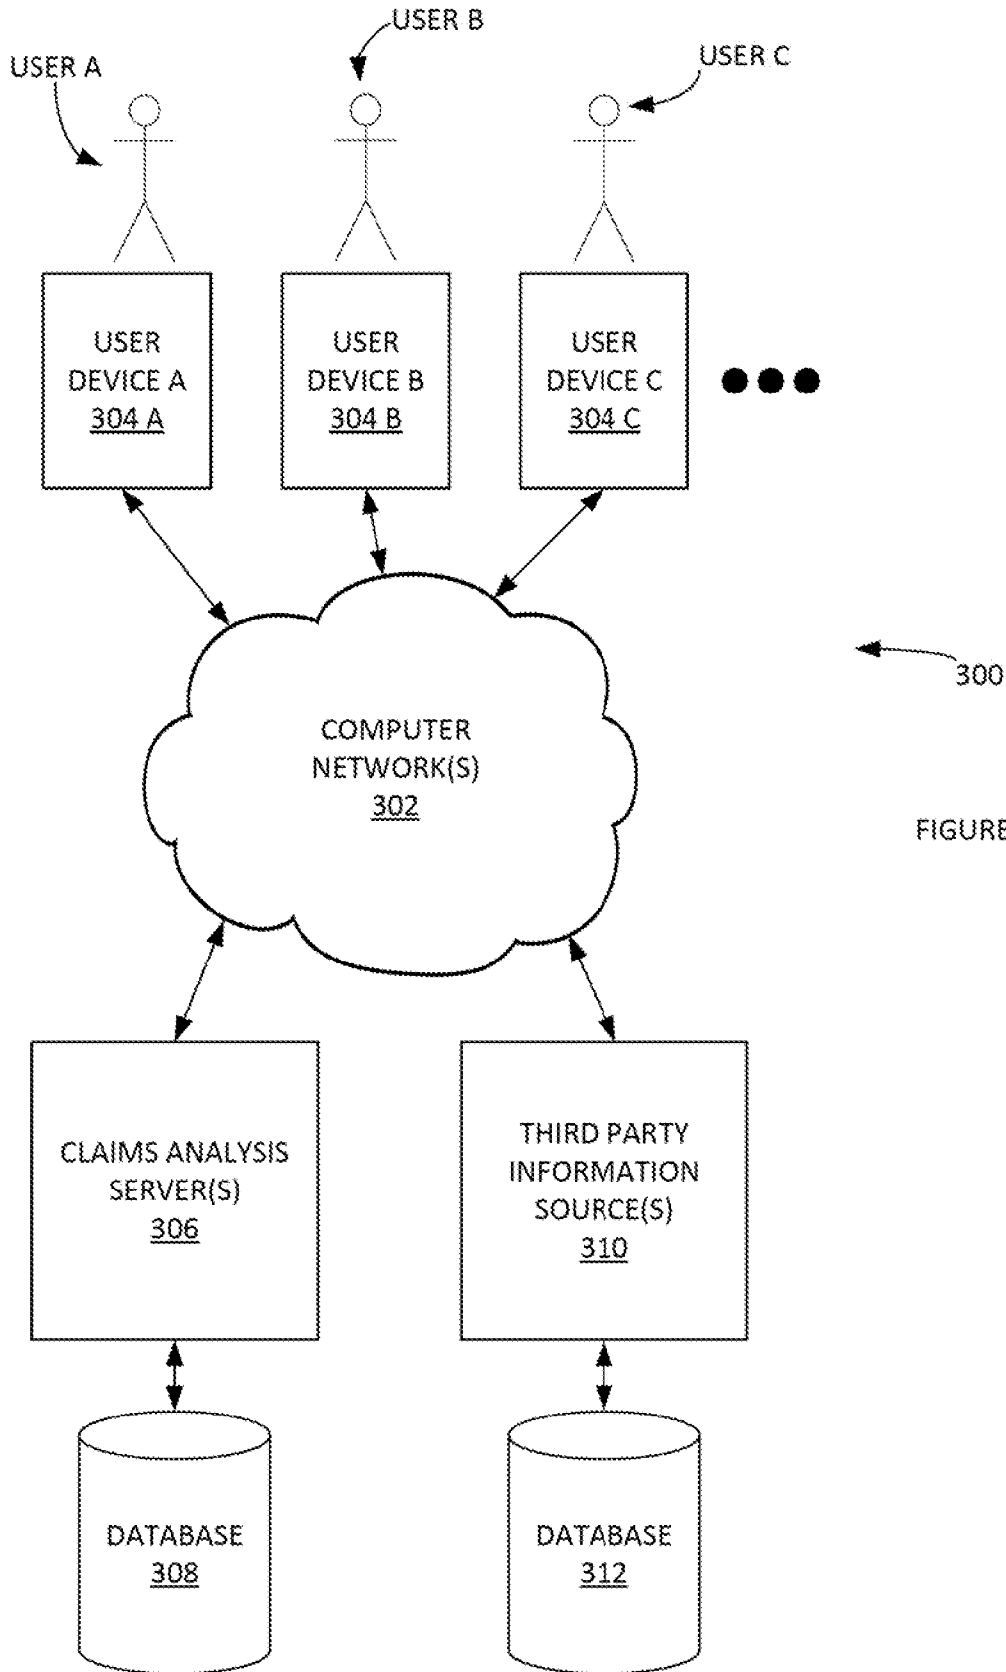 USER B
USER A
USER C
USER
DEVICE A
304 A
USER
DEVICE B
304 B
USER
DEVICE C
304 C
300
COMPUTER
NETWORK(S)
302
FIGURE
CLAIMS ANALYSIS
SERVER(S)
306
THIRD PARTY
INFORMATION
SOURCE(S)
310
DATABASE
308
DATABASE
312